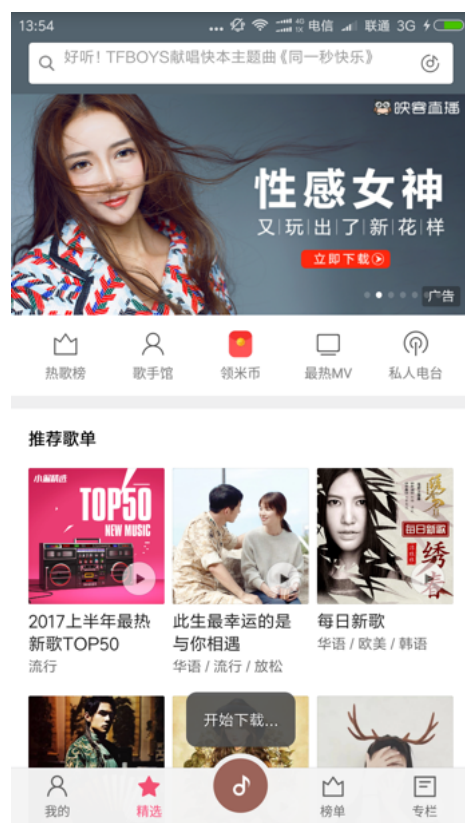 13:54
... 4G 1X 电信 联通 3G
好听！TFBOYS献唱快本主题曲《同一秒快乐》
映客直播
性感女神
又玩出了新花样
立即下载
广告
热歌榜 歌手馆 领米币 最热MV 私人电台
推荐歌单
小编精选
TOP50
NEW MUSIC
每日新歌
绣春
2017上半年最热 此生最幸运的是 每日新歌
新歌TOP50 与你相遇 华语 / 欧美 / 韩语
流行 华语 / 流行 / 放松
开始下载...
我的 精选 榜单 专栏